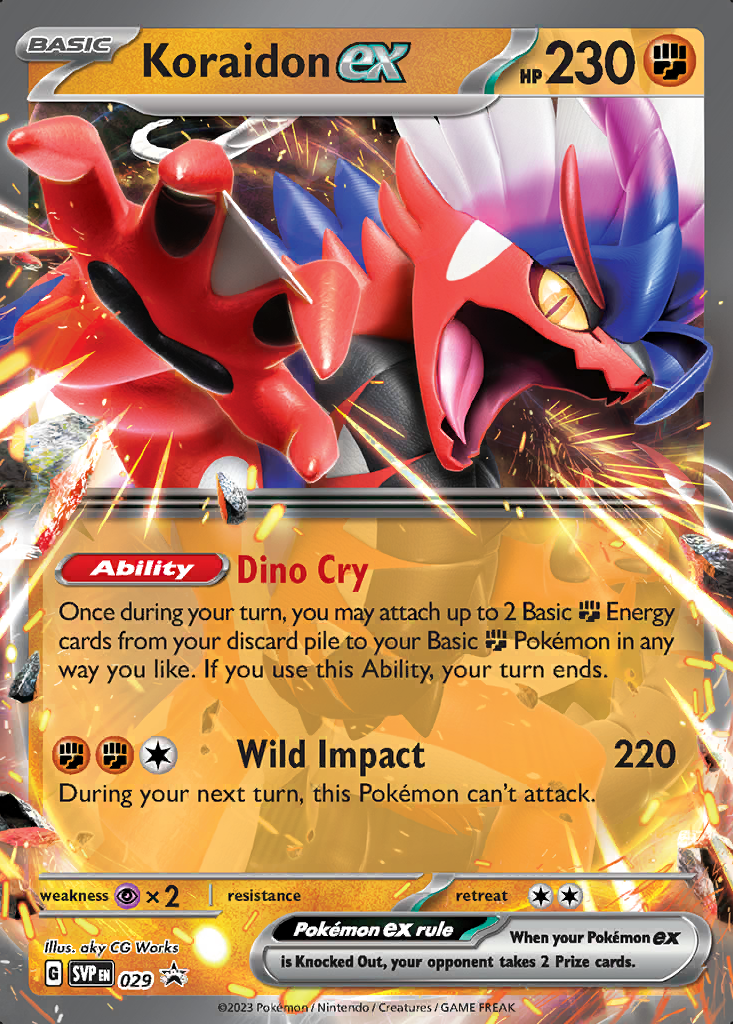 BASIC Koraidon ex HP 230
Ability Dino Cry
Once during your turn, you may attach up to 2 Basic Energy
cards from your discard pile to your Basic Pokémon in any
way you like. If you use this Ability, your turn ends.
Wild Impact 220
During your next turn, this Pokémon can't attack.
weakness ×2 resistance retreat
Illus. aky CG Works
Pokémon ex rule When your Pokémon ex
is Knocked Out, your opponent takes 2 Prize cards.
G SVP EN 029
©2023 Pokémon / Nintendo / Creatures / GAME FREAK